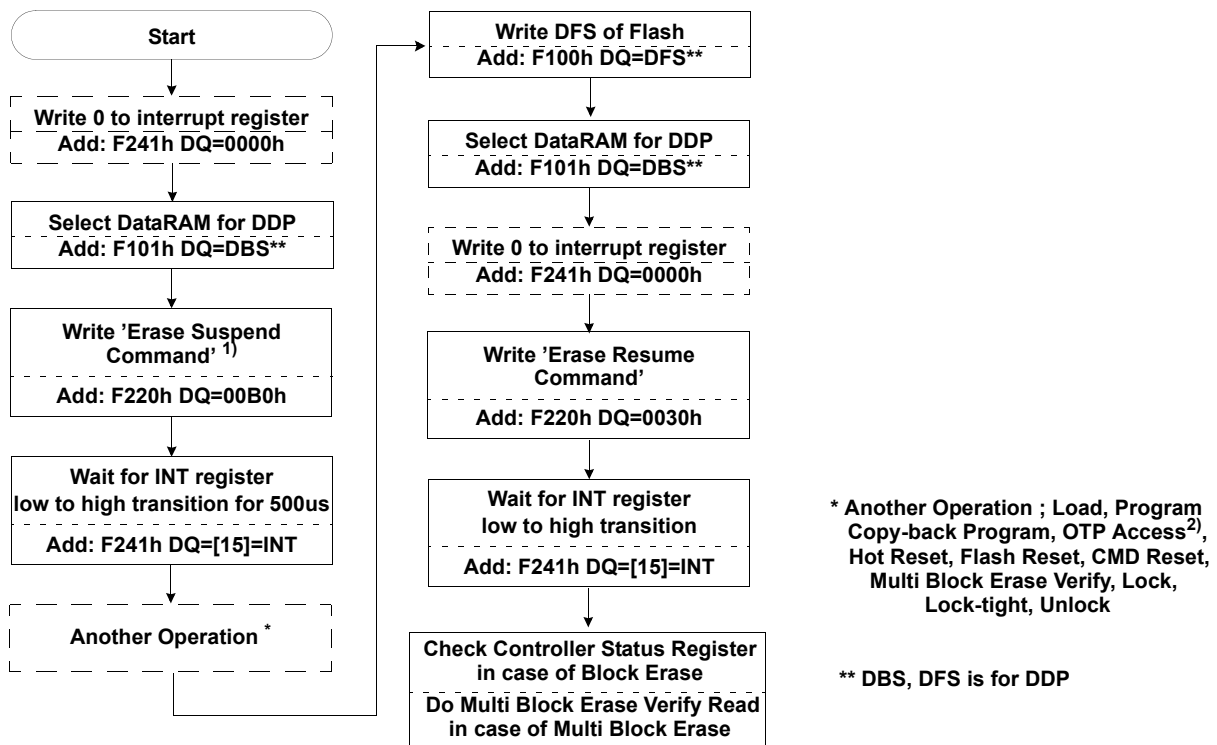 Start
Write 0 to interrupt register
Add: F241h DQ=0000h
Select DataRAM for DDP
Add: F101h DQ=DBS**
Write ’Erase Suspend
Command’ 1)
Add: F220h DQ=00B0h
Wait for INT register
low to high transition for 500us
Add: F241h DQ=[15]=INT
Another Operation *
Write DFS of Flash
Add: F100h DQ=DFS**
Select DataRAM for DDP
Add: F101h DQ=DBS**
Write 0 to interrupt register
Add: F241h DQ=0000h
Write ’Erase Resume
Command’
Add: F220h DQ=0030h
Wait for INT register
low to high transition
Add: F241h DQ=[15]=INT
Check Controller Status Register
in case of Block Erase
Do Multi Block Erase Verify Read
in case of Multi Block Erase
* Another Operation ; Load, Program
Copy-back Program, OTP Access2),
Hot Reset, Flash Reset, CMD Reset,
Multi Block Erase Verify, Lock,
Lock-tight, Unlock
** DBS, DFS is for DDP